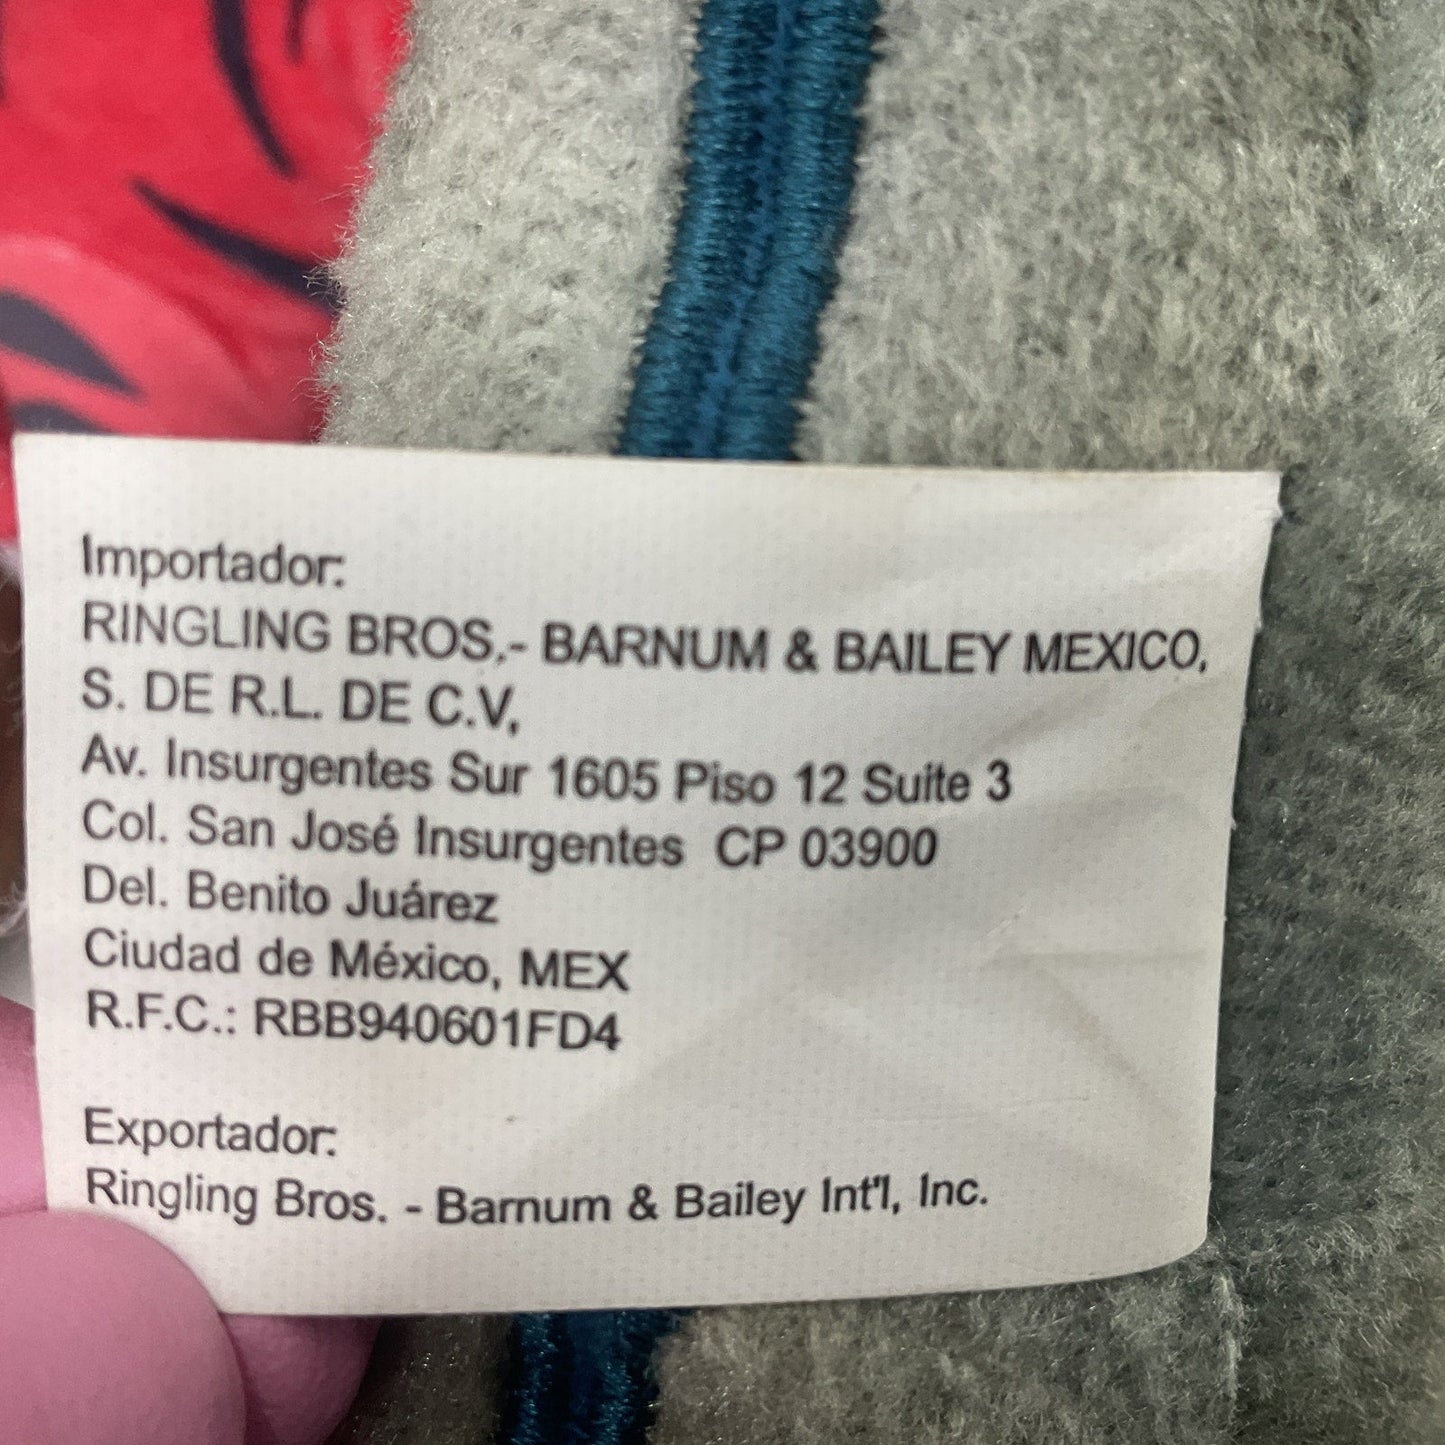 Importador:
RINGLING BROS.- BARNUM & BAILEY MEXICO,
S. DE R.L. DE C.V,
Av. Insurgentes Sur 1605 Piso 12 Suite 3
Col. San José Insurgentes CP 03900
Del. Benito Juárez
Ciudad de México, MEX
R.F.C.: RBB940601FD4
Exportador:
Ringling Bros. - Barnum & Bailey Int'l, Inc.